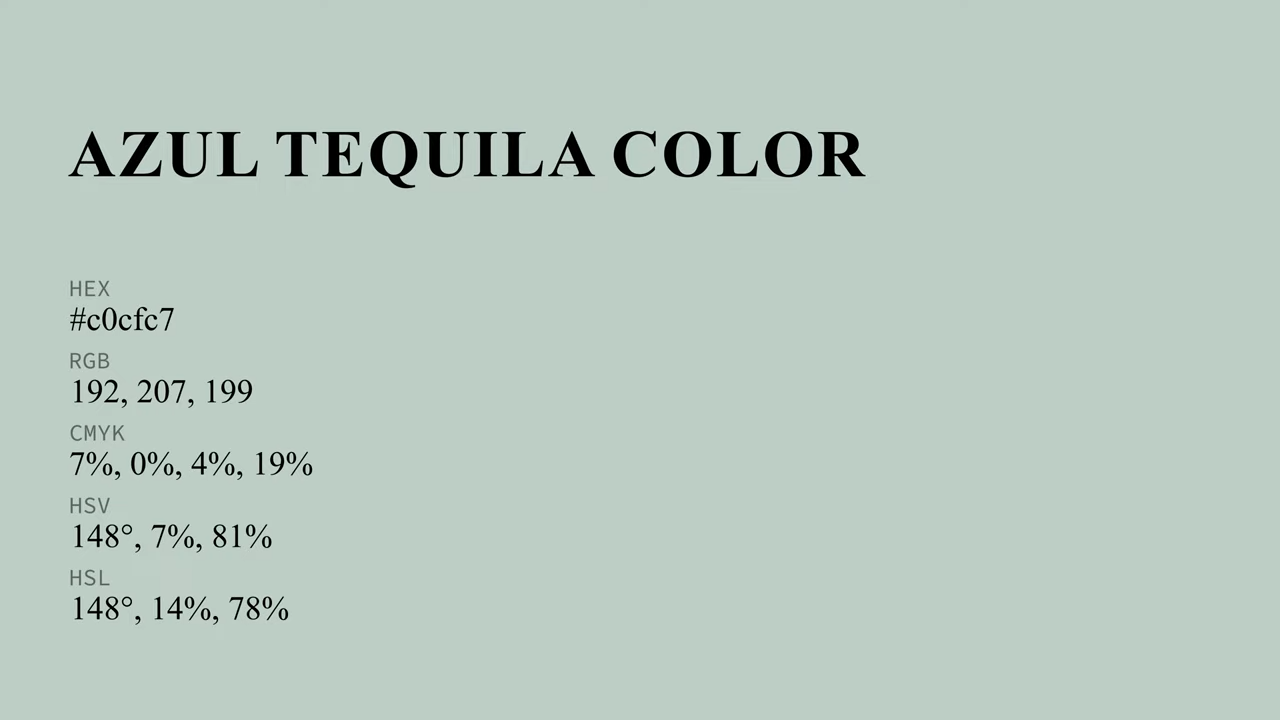 AZUL TEQUILA COLOR
HEX
#c0cfc7
RGB
192, 207, 199
CMYK
7%, 0%, 4%, 19%
HSV
148°, 7%, 81%
HSL
148°, 14%, 78%